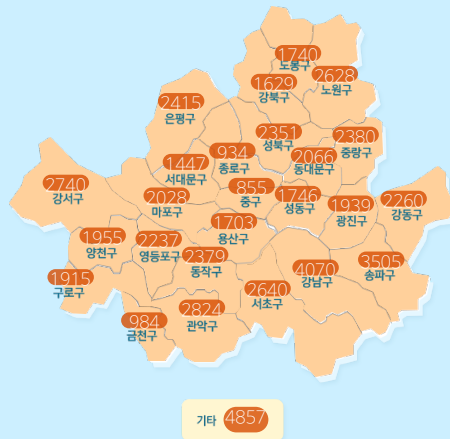 1740
노봉구
2628
노원구
1629
강북구
2415
은평구
2351
성북구
2380
중랑구
934
종로구
2066
동대문구
1447
서대문구
855
중구
1746
성동구
2740
강서구
2028
마포구
1939
광진구
2260
강동구
1703
용산구
1955
양천구
2237
영등포구
2379
동작구
3505
송파구
4070
강남구
1915
구로구
2640
서초구
2824
관악구
984
금천구
기타 4857